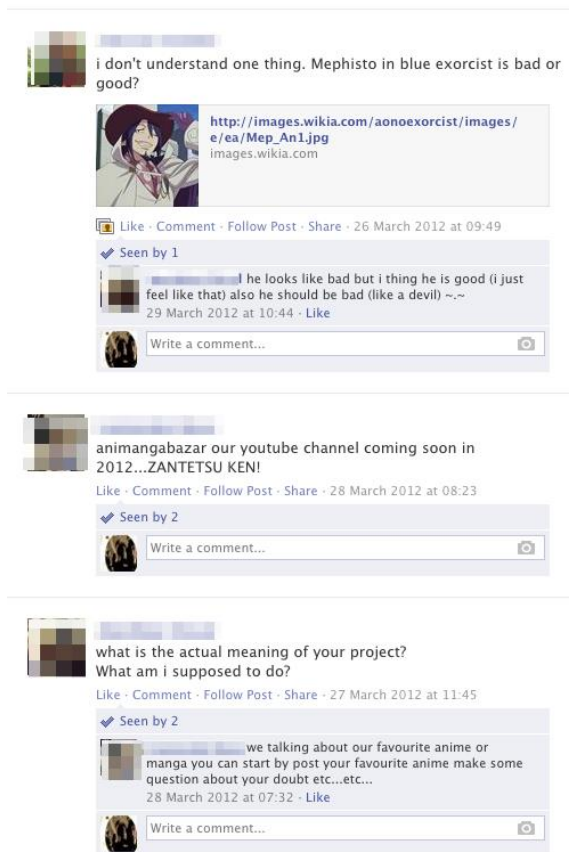 i don't understand one thing. Mephisto in blue exorcist is bad or
good?
http://images.wikia.com/aonoexorcist/images/
e/ea/Mep_An1.jpg
images.wikia.com
Like · Comment · Follow Post · Share · 26 March 2012 at 09:49
Seen by 1
he looks like bad but i thing he is good (i just
feel like that) also he should be bad (like a devil) ~.~
29 March 2012 at 10:44 · Like
Write a comment...
animangabazar our youtube channel coming soon in
2012...ZANTETSU KEN!
Like · Comment · Follow Post · Share · 28 March 2012 at 08:23
Seen by 2
Write a comment...
what is the actual meaning of your project?
What am i supposed to do?
Like · Comment · Follow Post · Share · 27 March 2012 at 11:45
Seen by 2
we talking about our favourite anime or
manga you can start by post your favourite anime make some
question about your doubt etc...etc...
28 March 2012 at 07:32 · Like
Write a comment...